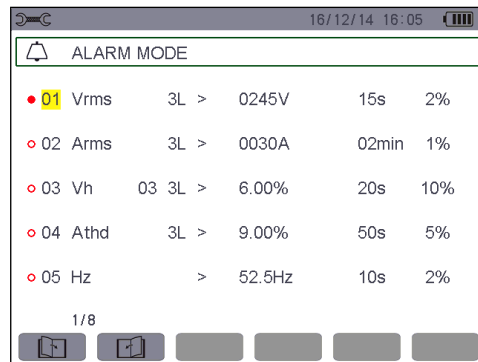 16/12/14 16:05
ALARM MODE
01 Vrms 3L > 0245V 15s 2%
02 Arms 3L > 0030A 02min 1%
03 Vh 03 3L > 6.00% 20s 10%
04 Athd 3L > 9.00% 50s 5%
05 Hz > 52.5Hz 10s 2%
1/8